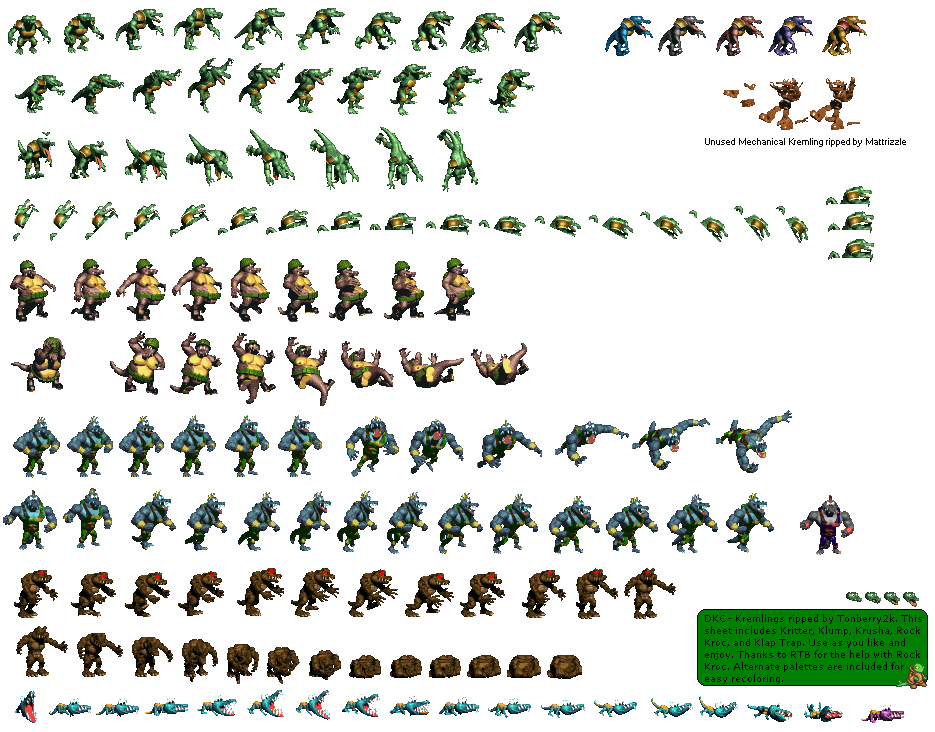 Unused Mechanical Kremling ripped by Mattrizzle
DKC- Kremlings ripped by Tonberry2k. This
sheet includes Kritter, Klump, Krusha, Rock
Kroc, and Klap Trap. Use as you like and
enjoy. Thanks to RTB for the help with Rock
Kroc. Alternate palettes are included for
easy recoloring.